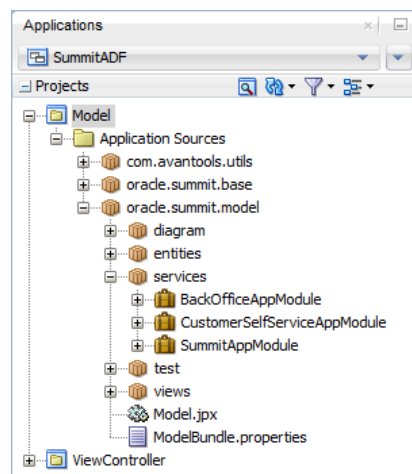 Applications
SummitADF
Projects
Model
Application Sources
com.avantools.utils
oracle.summit.base
oracle.summit.model
diagram
entities
services
BackOfficeAppModule
CustomerSelfServiceAppModule
SummitAppModule
test
views
Model.jpx
ModelBundle.properties
ViewController